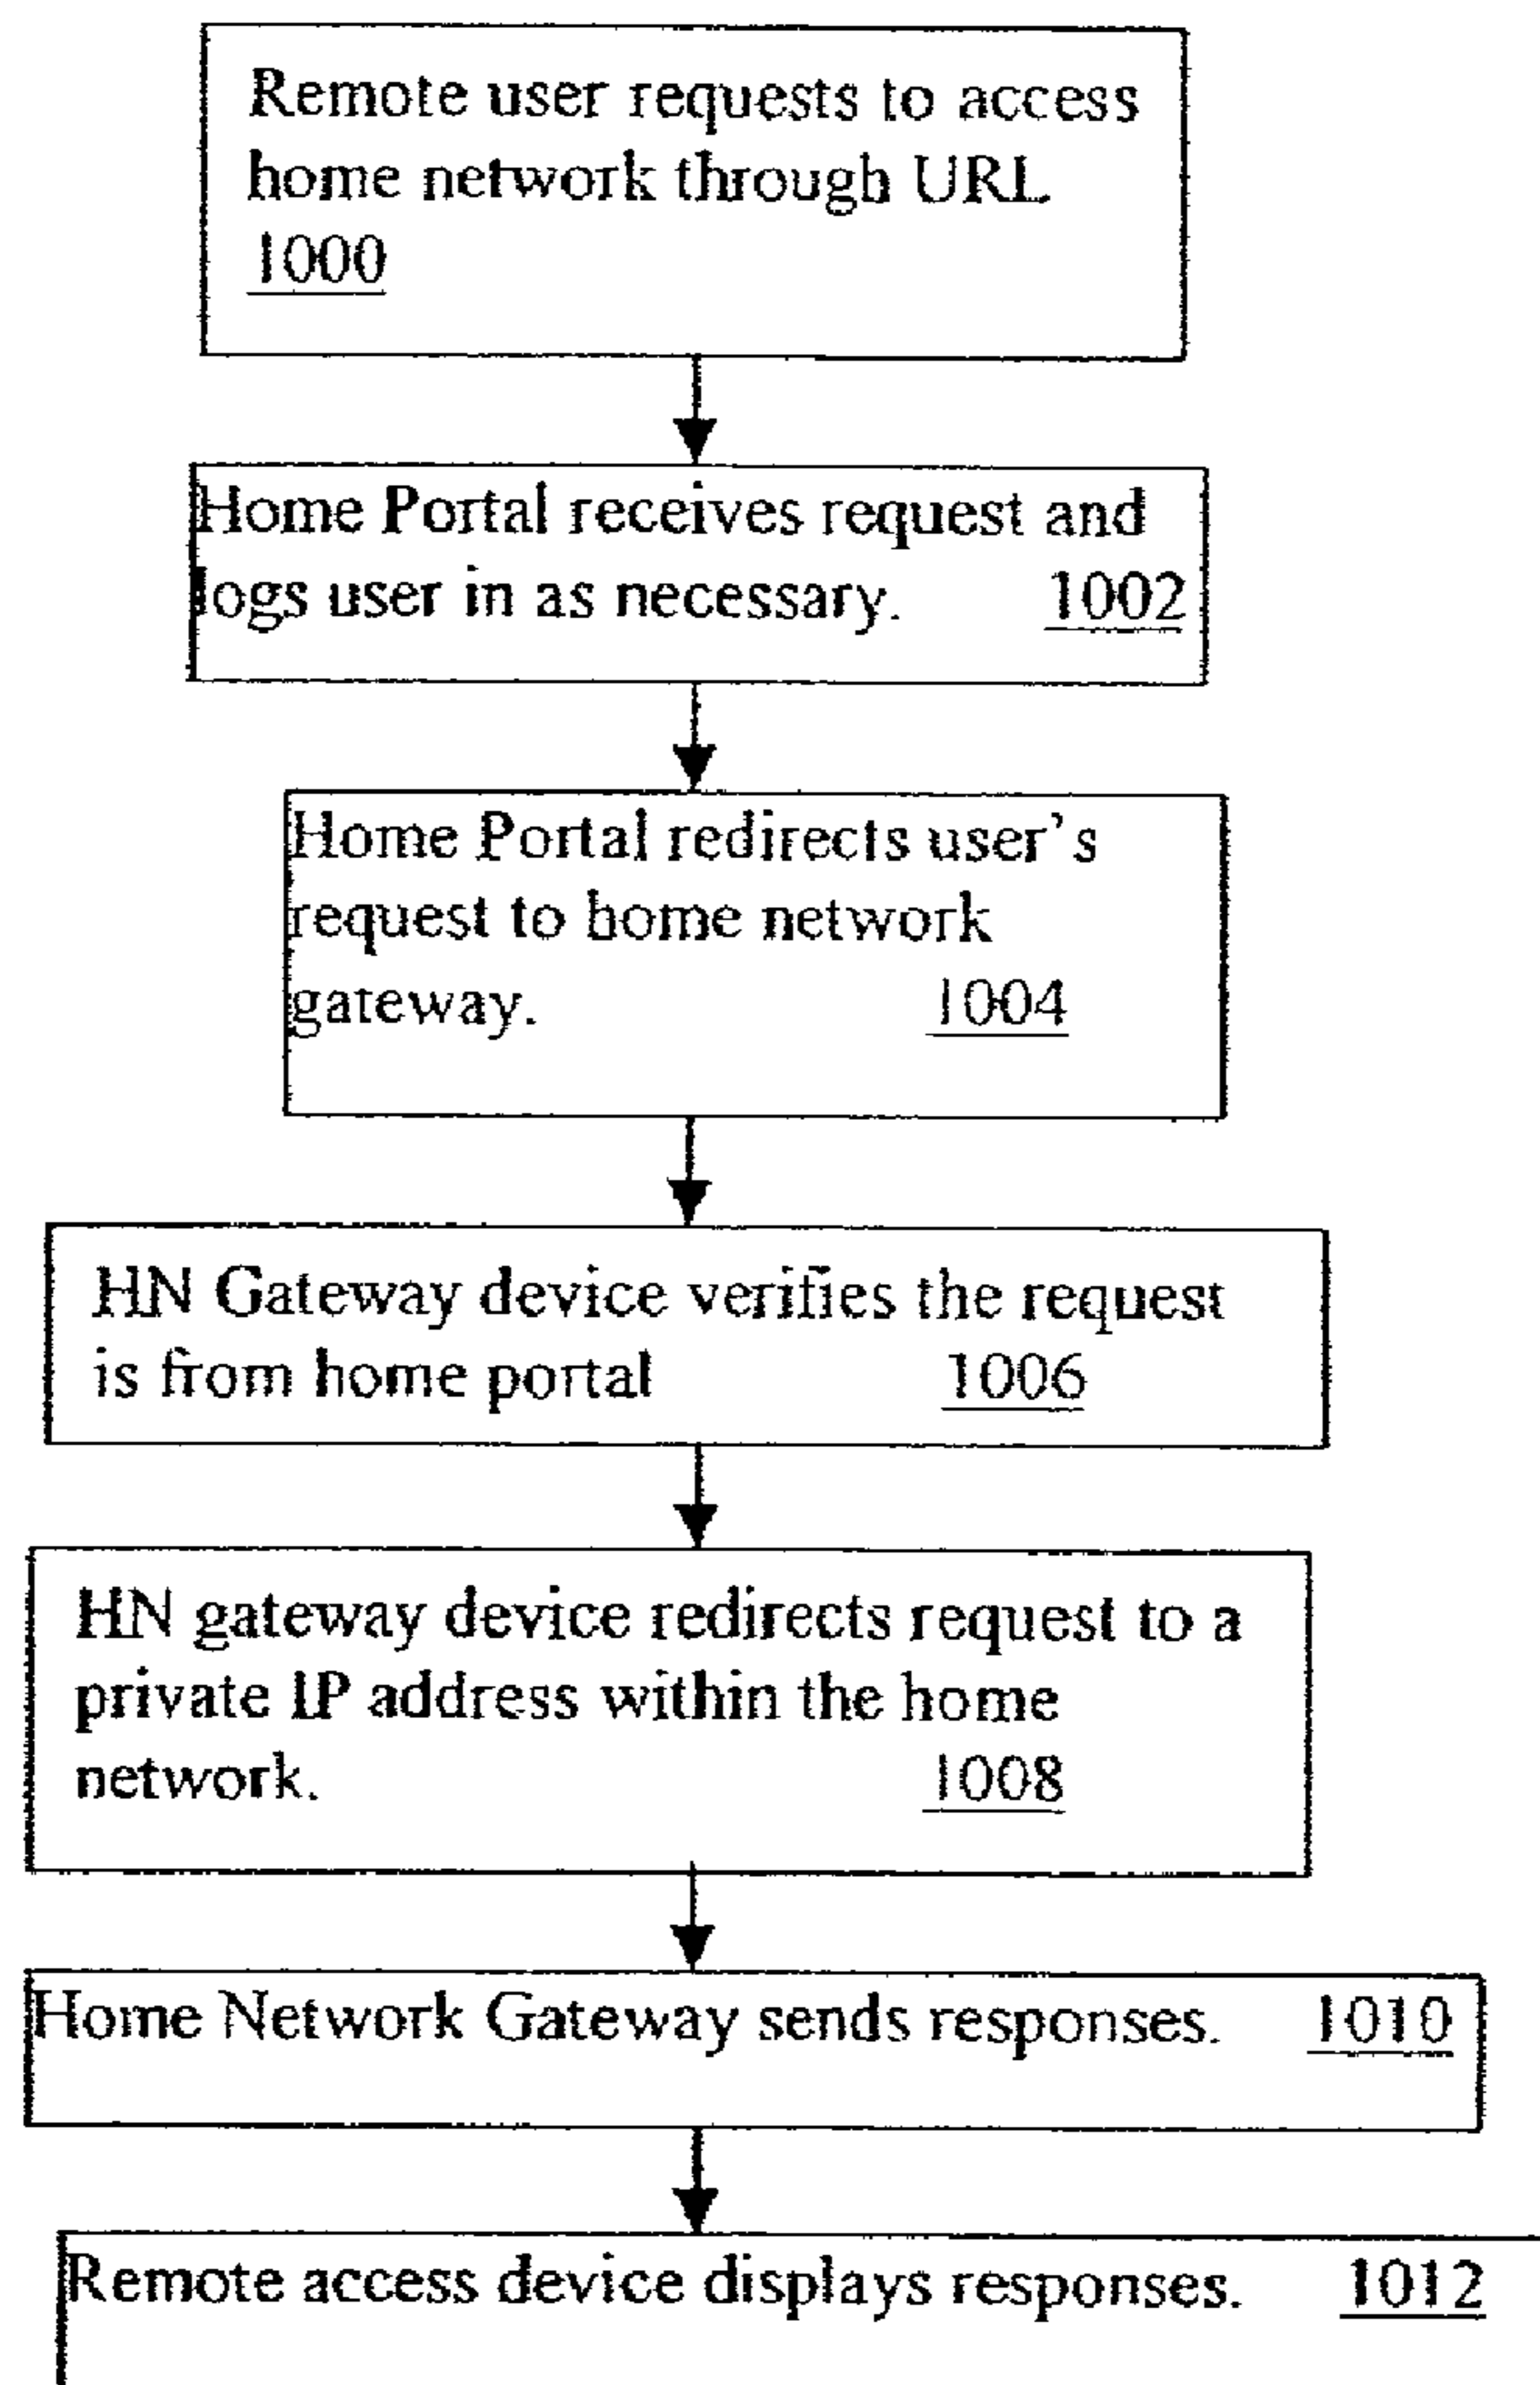 Remote user requests to access
home network through URL
1000
Home Portal receives request and
logs user in as necessary. 1002
Home Portal redirects user's
request to home network
gateway. 1004
HN Gateway device verifies the request
is from home portal 1006
HN gateway device redirects request to a
private IP address within the home
network. 1008
Home Network Gateway sends responses. 1010
Remote access device displays responses. 1012